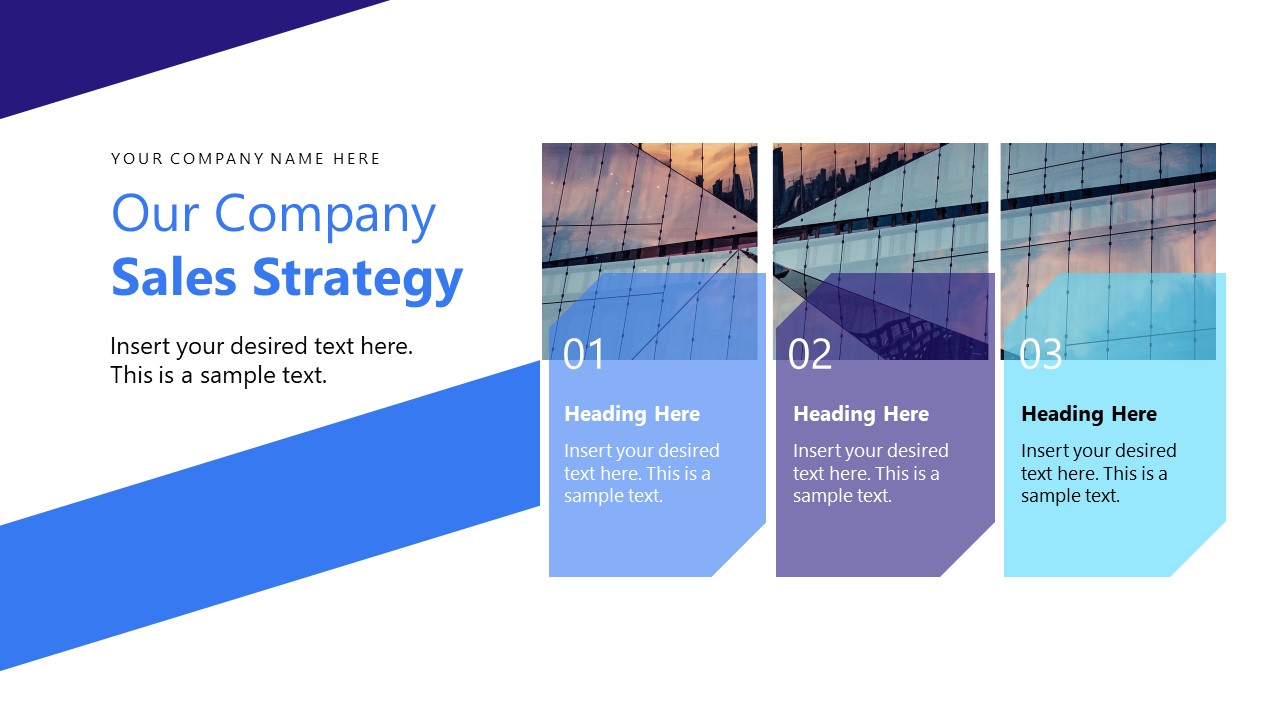 YOUR COMPANY NAME HERE
Our Company
Sales Strategy
Insert your desired text here.
This is a sample text.
01
Heading Here
Insert your desired
text here. This is a
sample text.
02
Heading Here
Insert your desired
text here. This is a
sample text.
03
Heading Here
Insert your desired
text here. This is a
sample text.